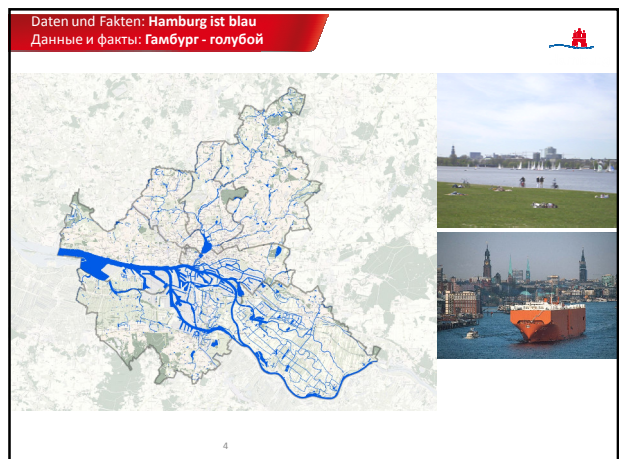 Daten und Fakten: Hamburg ist blau
Данные и факты: Гамбург - голубой
4